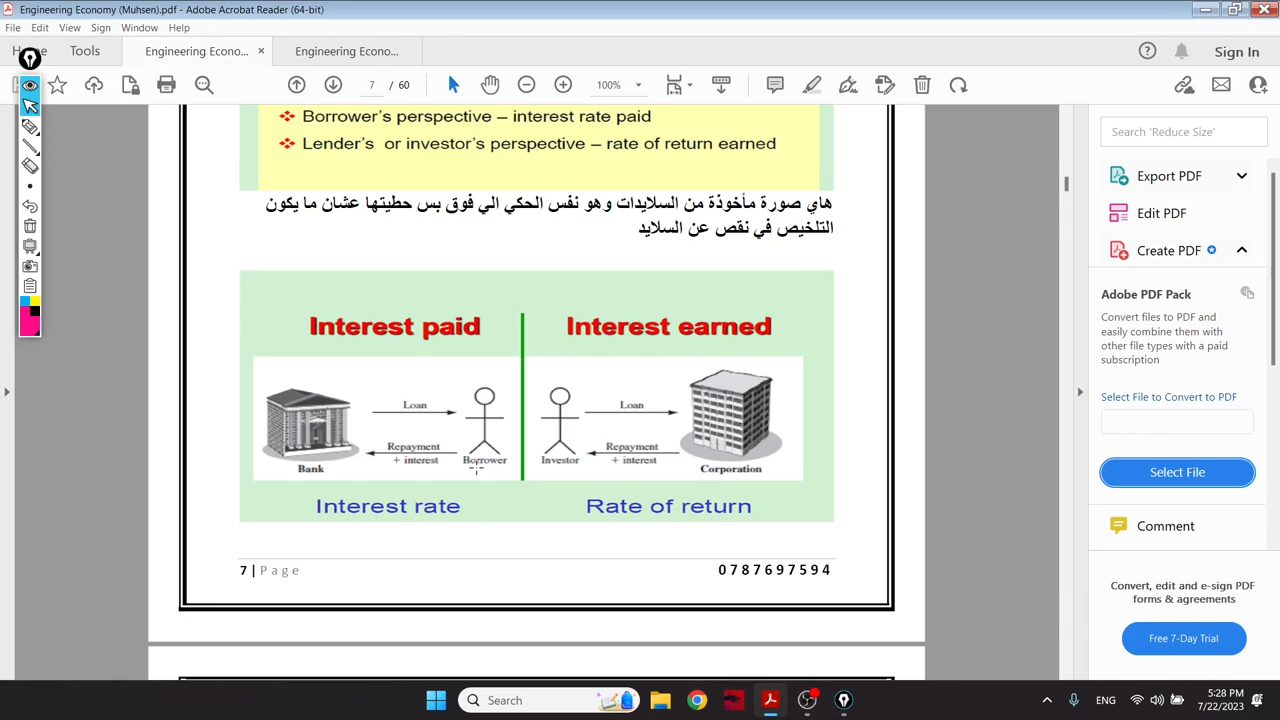 Engineering Economy (Muhsen).pdf - Adobe Acrobat Reader (64-bit)
File Edit View Sign Window Help
Tools
Engineering Econo...
Engineering Econo...
Sign In
7 / 60
100%
❖ Borrower's perspective – interest rate paid
❖ Lender's or investor's perspective – rate of return earned
هاي صورة مأخوذة من السلايدات وهو نفس الحكي الي فوق بس حطيتها عشان ما يكون
التلخيص في نقص عن السلايد
Interest paid
Interest earned
Loan
Repayment
+ interest
Bank
Borrower
Loan
Repayment
+ interest
Investor
Corporation
Interest rate
Rate of return
7 | Page
0787697594
Search 'Reduce Size'
Export PDF
Edit PDF
Create PDF
Adobe PDF Pack
Convert files to PDF and
easily combine them with
other file types with a paid
subscription
Select File to Convert to PDF
Select File
Comment
Convert, edit and e-sign PDF
forms & agreements
Free 7-Day Trial
Search
ENG
5:28 PM
7/22/2023